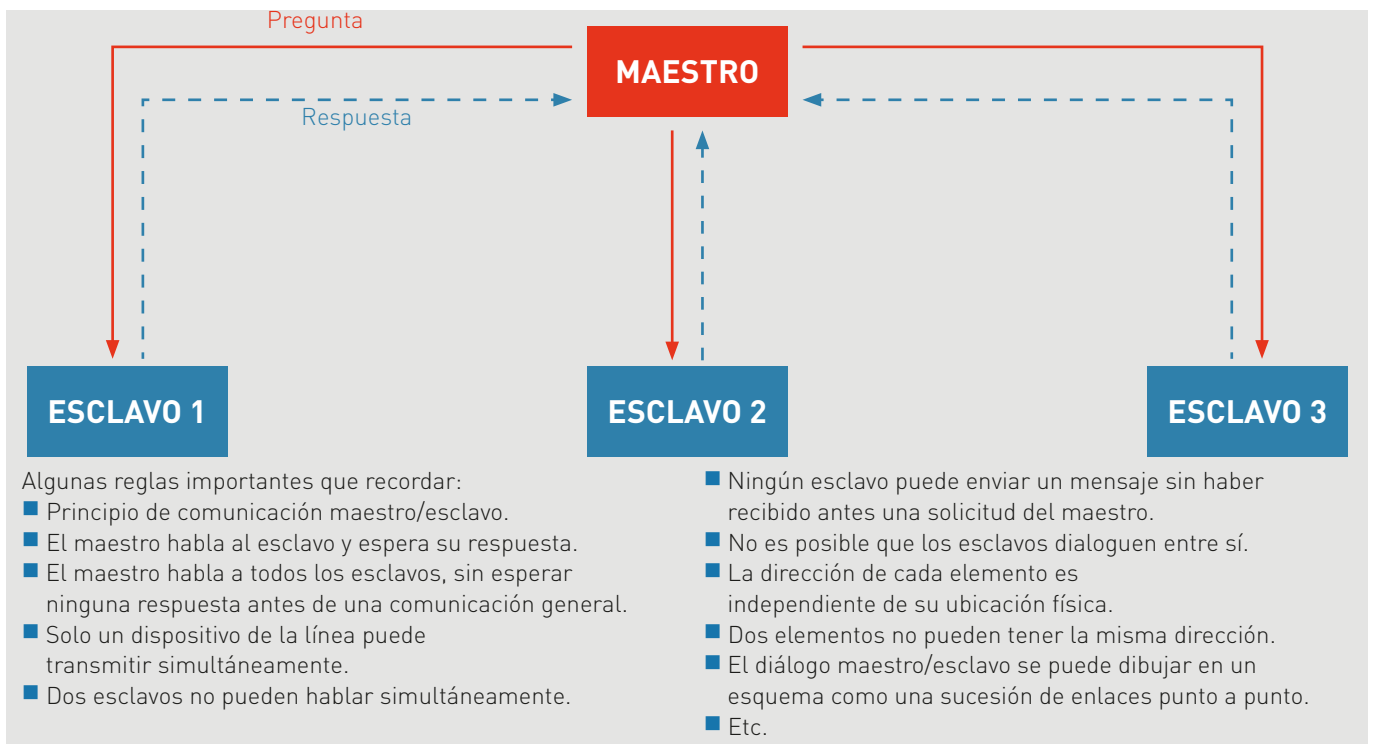 Pregunta
MAESTRO
Respuesta
ESCLAVO 1
ESCLAVO 2
ESCLAVO 3
Algunas reglas importantes que recordar:
■ Principio de comunicación maestro/esclavo.
■ El maestro habla al esclavo y espera su respuesta.
■ El maestro habla a todos los esclavos, sin esperar
ninguna respuesta antes de una comunicación general.
■ Solo un dispositivo de la línea puede
transmitir simultáneamente.
■ Dos esclavos no pueden hablar simultáneamente.
■ Ningún esclavo puede enviar un mensaje sin haber
recibido antes una solicitud del maestro.
■ No es posible que los esclavos dialoguen entre sí.
■ La dirección de cada elemento es
independiente de su ubicación física.
■ Dos elementos no pueden tener la misma dirección.
■ El diálogo maestro/esclavo se puede dibujar en un
esquema como una sucesión de enlaces punto a punto.
■ Etc.